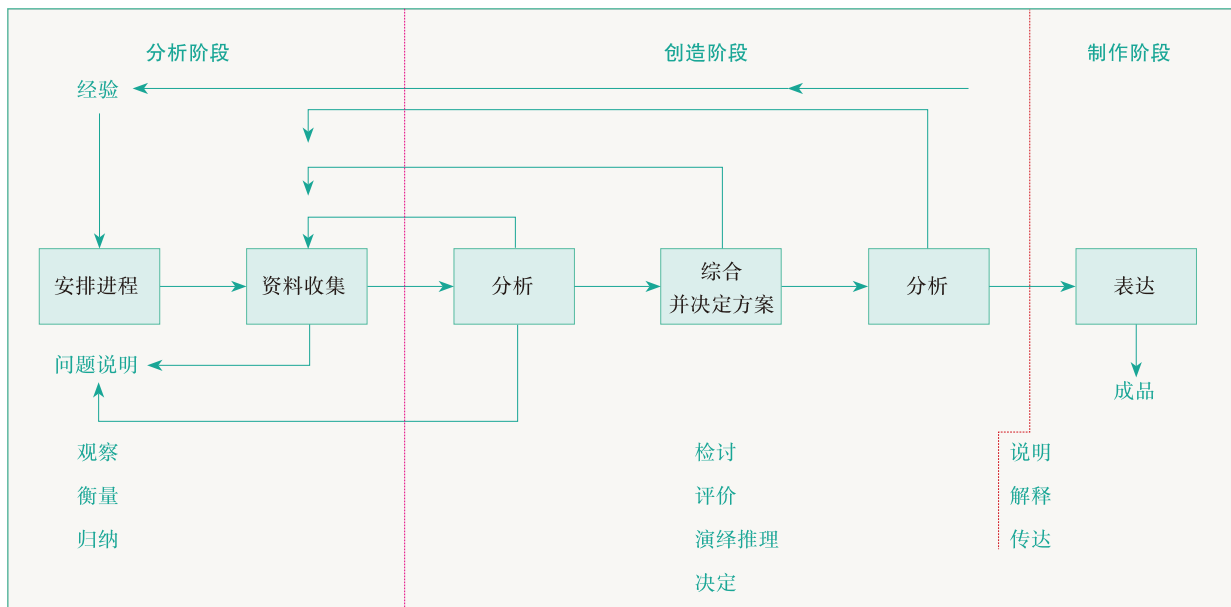 分析阶段
创造阶段
制作阶段
经验
安排进程
资料收集
分析
综合
并决定方案
分析
表达
问题说明
成品
观察
衡量
归纳
检讨
评价
演绎推理
决定
说明
解释
传达